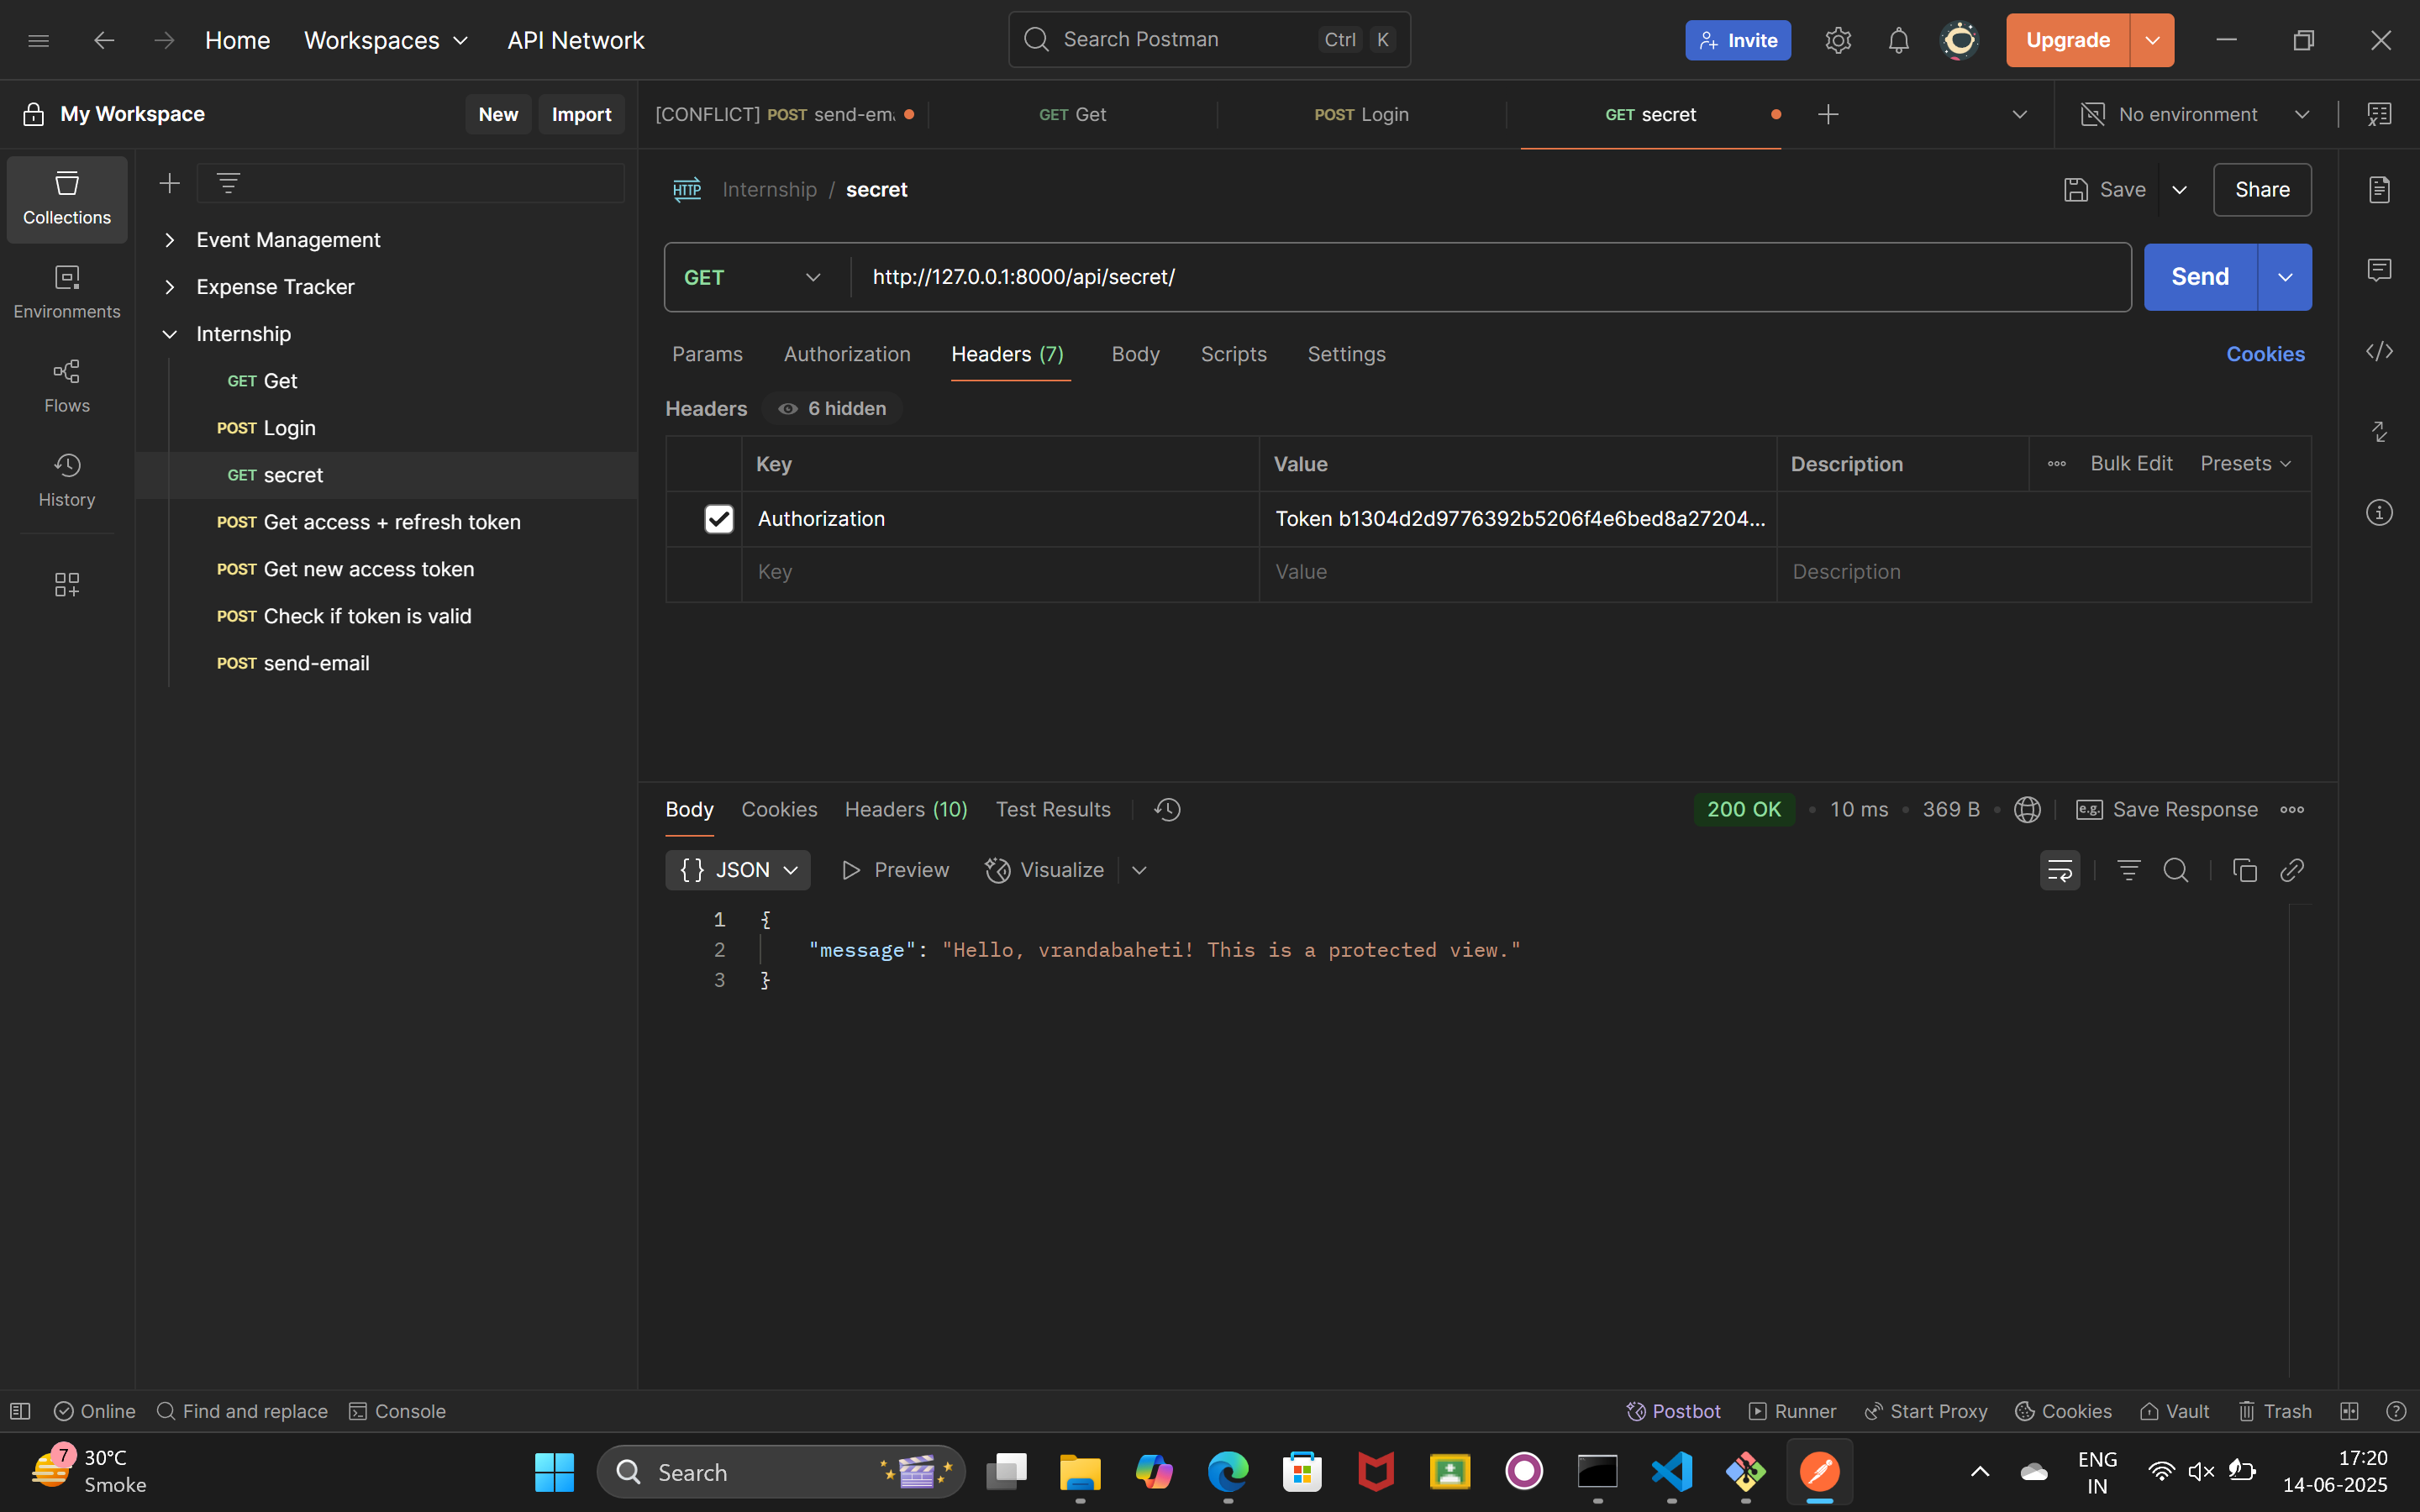 Home Workspaces API Network
Search Postman Ctrl K
Invite Upgrade
My Workspace New Import
[CONFLICT] POST send-em
GET Get
POST Login
GET secret
No environment
Collections
Environments
Flows
History
Event Management
Expense Tracker
Internship
GET Get
POST Login
GET secret
POST Get access + refresh token
POST Get new access token
POST Check if token is valid
POST send-email
HTTP Internship / secret
Save Share
GET http://127.0.0.1:8000/api/secret/ Send
Params Authorization Headers (7) Body Scripts Settings Cookies
Headers 6 hidden
Key Value Description Bulk Edit Presets
Authorization Token b1304d2d9776392b5206f4e6bed8a27204...
Key Value Description
Body Cookies Headers (10) Test Results
200 OK • 10 ms • 369 B • e.g. Save Response
{} JSON Preview Visualize
1 {
2 "message": "Hello, vrandabaheti! This is a protected view."
3 }
Online Find and replace Console
Postbot Runner Start Proxy Cookies Vault Trash
7 30°C
Smoke
Search
ENG
IN
17:20
14-06-2025